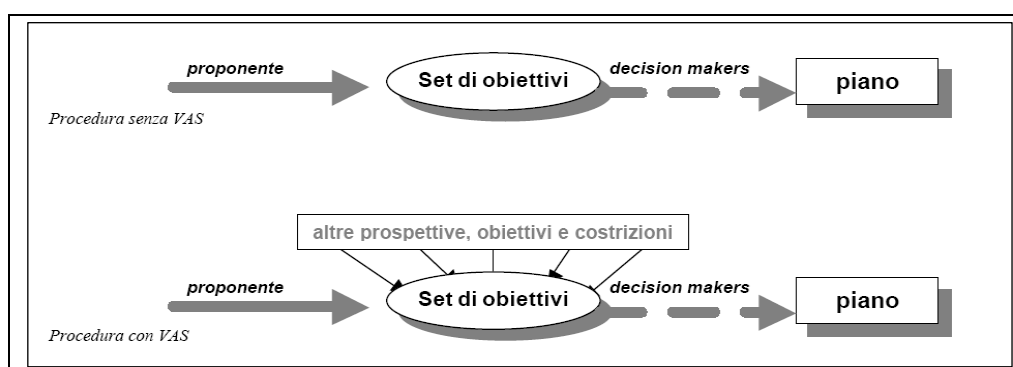 proponente
Set di obiettivi
decision makers
piano
Procedura senza VAS
altre prospettive, obiettivi e costrizioni
proponente
Set di obiettivi
decision makers
piano
Procedura con VAS